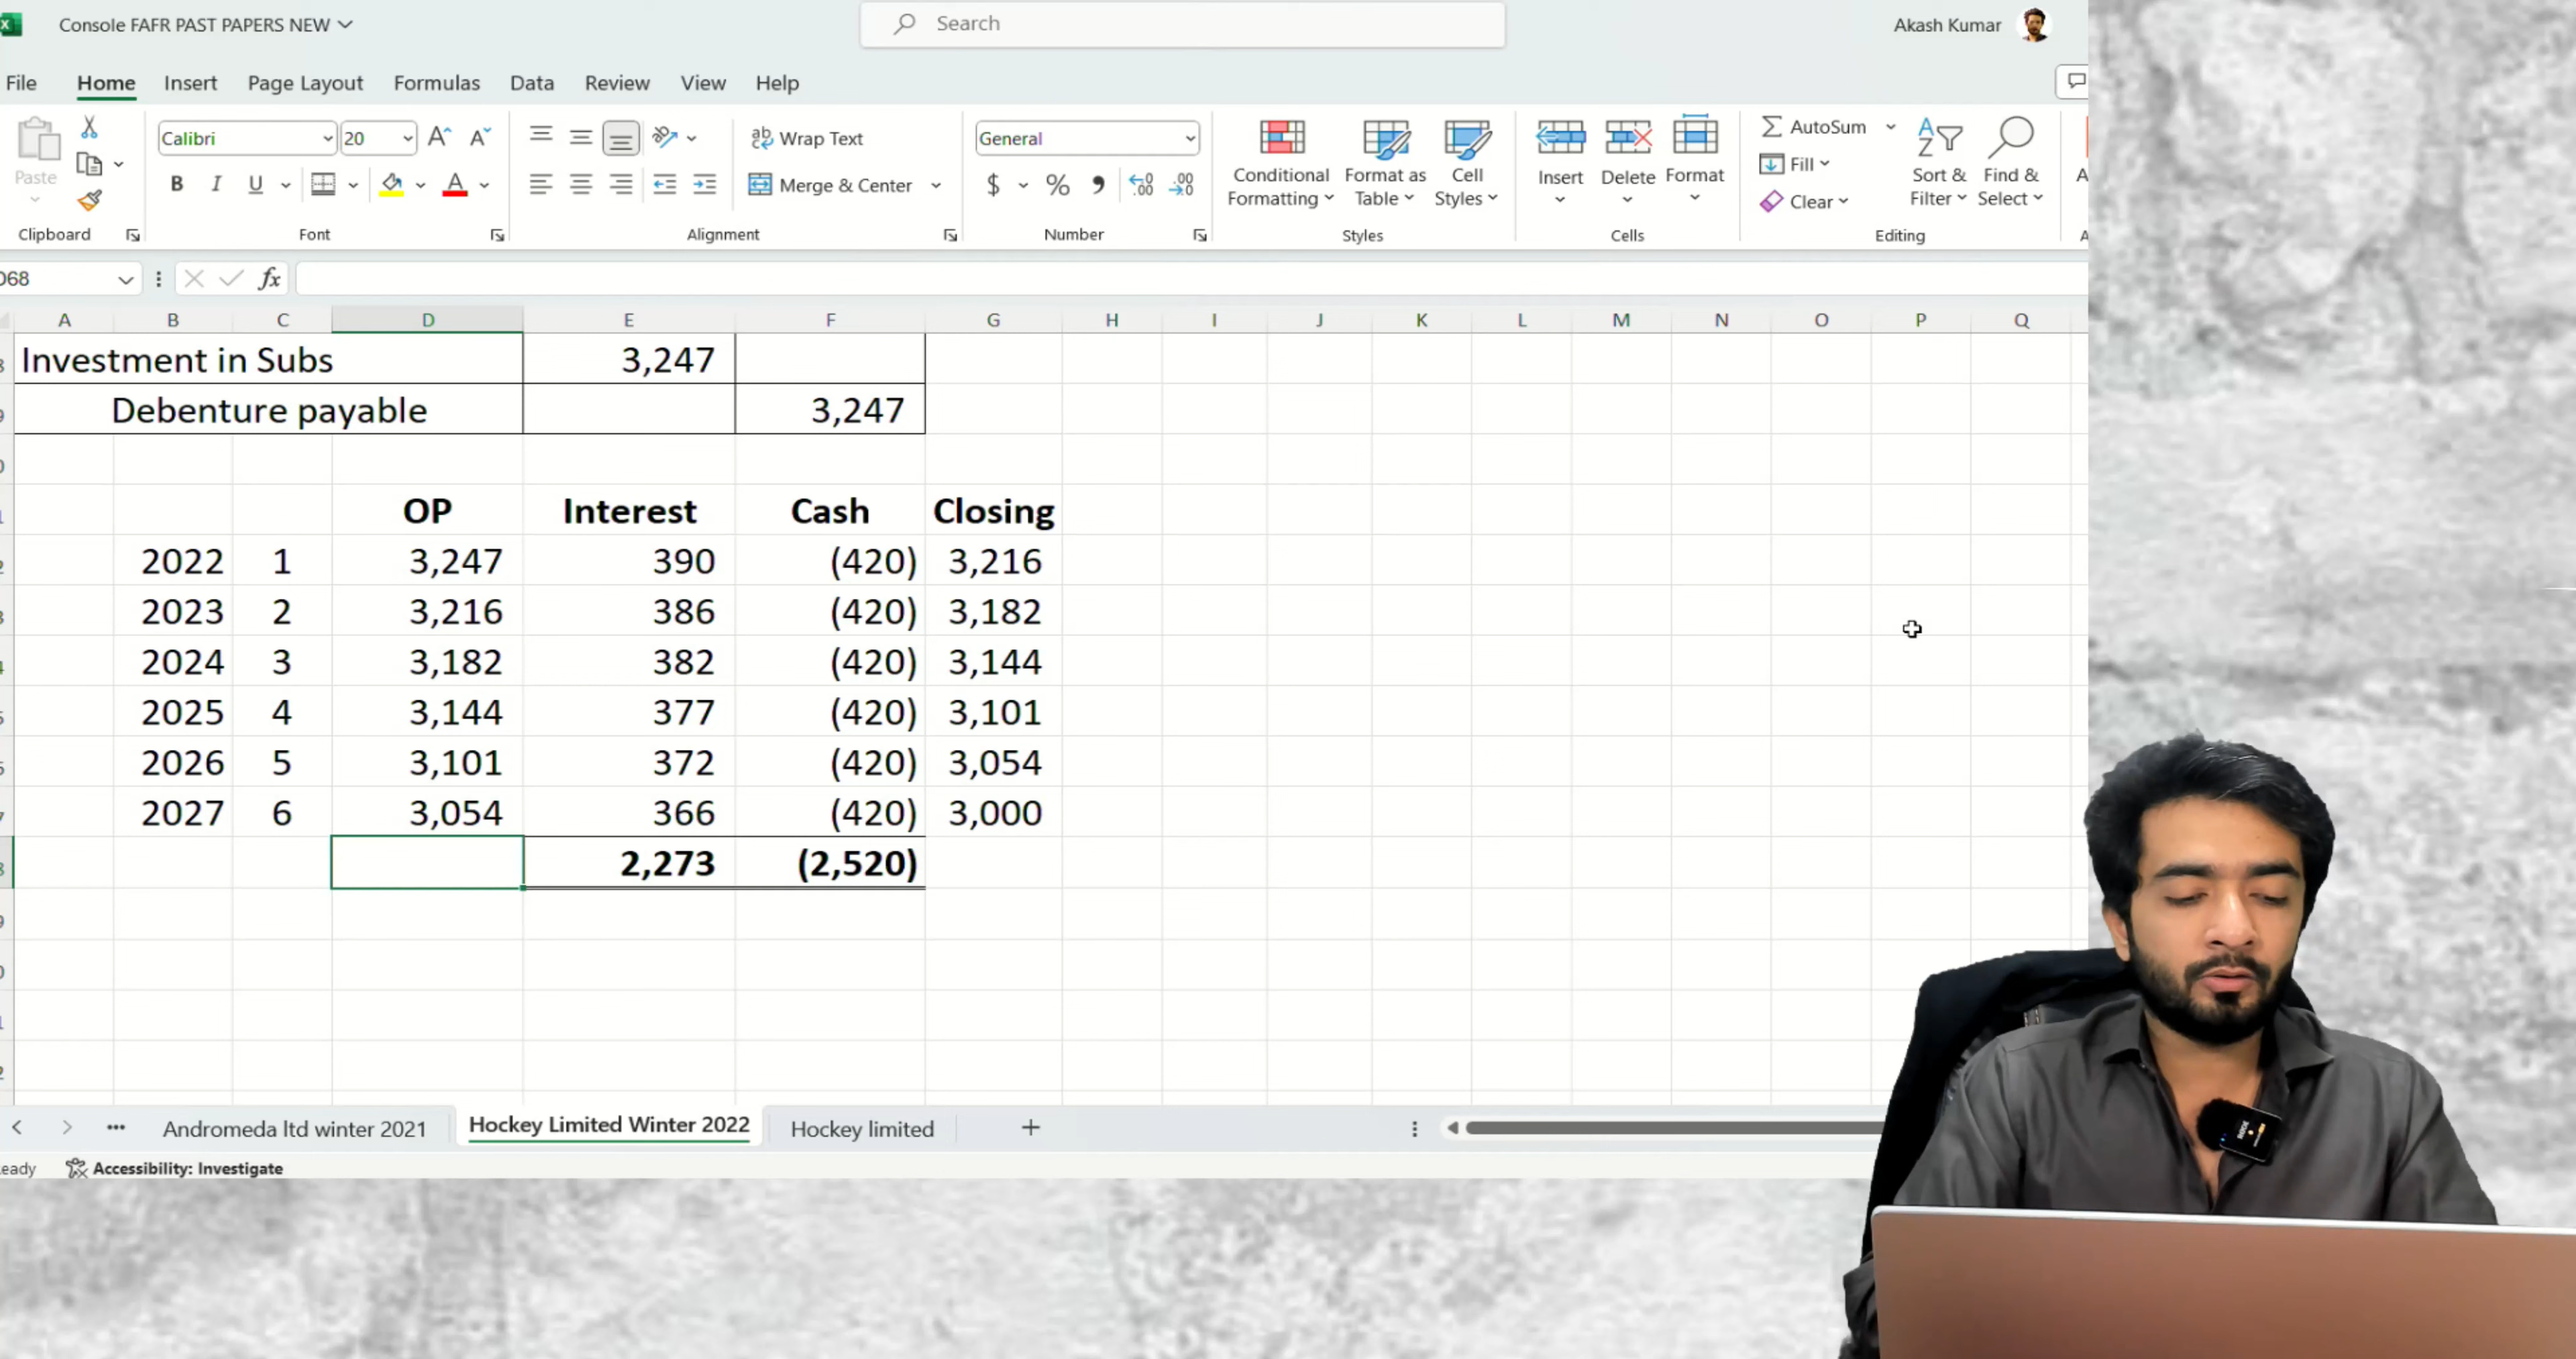 Console FAFR PAST PAPERS NEW
Search
Akash Kumar
File Home Insert Page Layout Formulas Data Review View Help
Paste
Clipboard
Calibri 20
B I U A
Font
Wrap Text
Merge & Center
Alignment
General
$ % 9 .00 .00
Number
Conditional Formatting
Format as Table
Cell Styles
Styles
Insert Delete Format
Cells
AutoSum
Fill
Clear
Sort & Filter
Find & Select
Editing
D68 fx
A B C D E F G H I J K L M N O P Q
Investment in Subs 3,247
Debenture payable 3,247
OP Interest Cash Closing
2022 1 3,247 390 (420) 3,216
2023 2 3,216 386 (420) 3,182
2024 3 3,182 382 (420) 3,144
2025 4 3,144 377 (420) 3,101
2026 5 3,101 372 (420) 3,054
2027 6 3,054 366 (420) 3,000
2,273 (2,520)
Andromeda ltd winter 2021 Hockey Limited Winter 2022 Hockey limited
eady Accessibility: Investigate